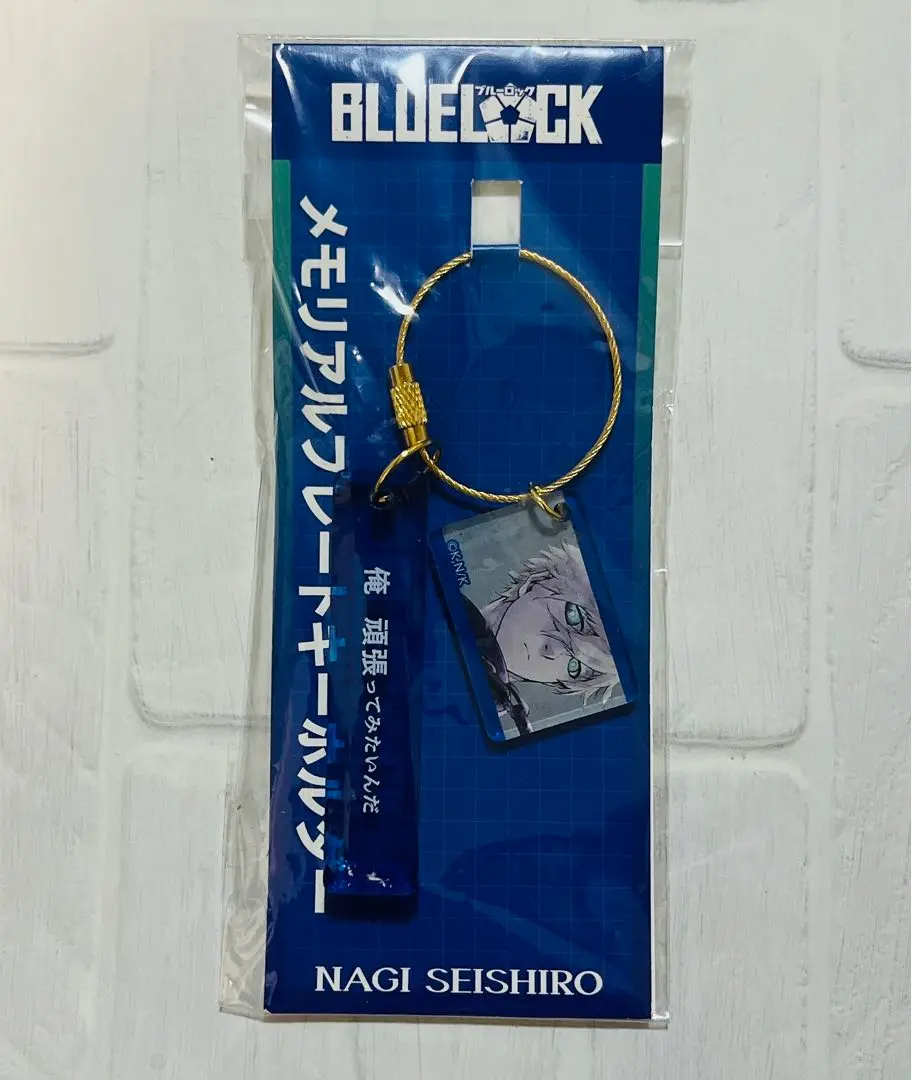 BLUELOCK
ブルーロック
メモリアルプレートキーホルダー
俺 頑張ってみたいんだ
©K,N/K
NAGI SEISHIRO